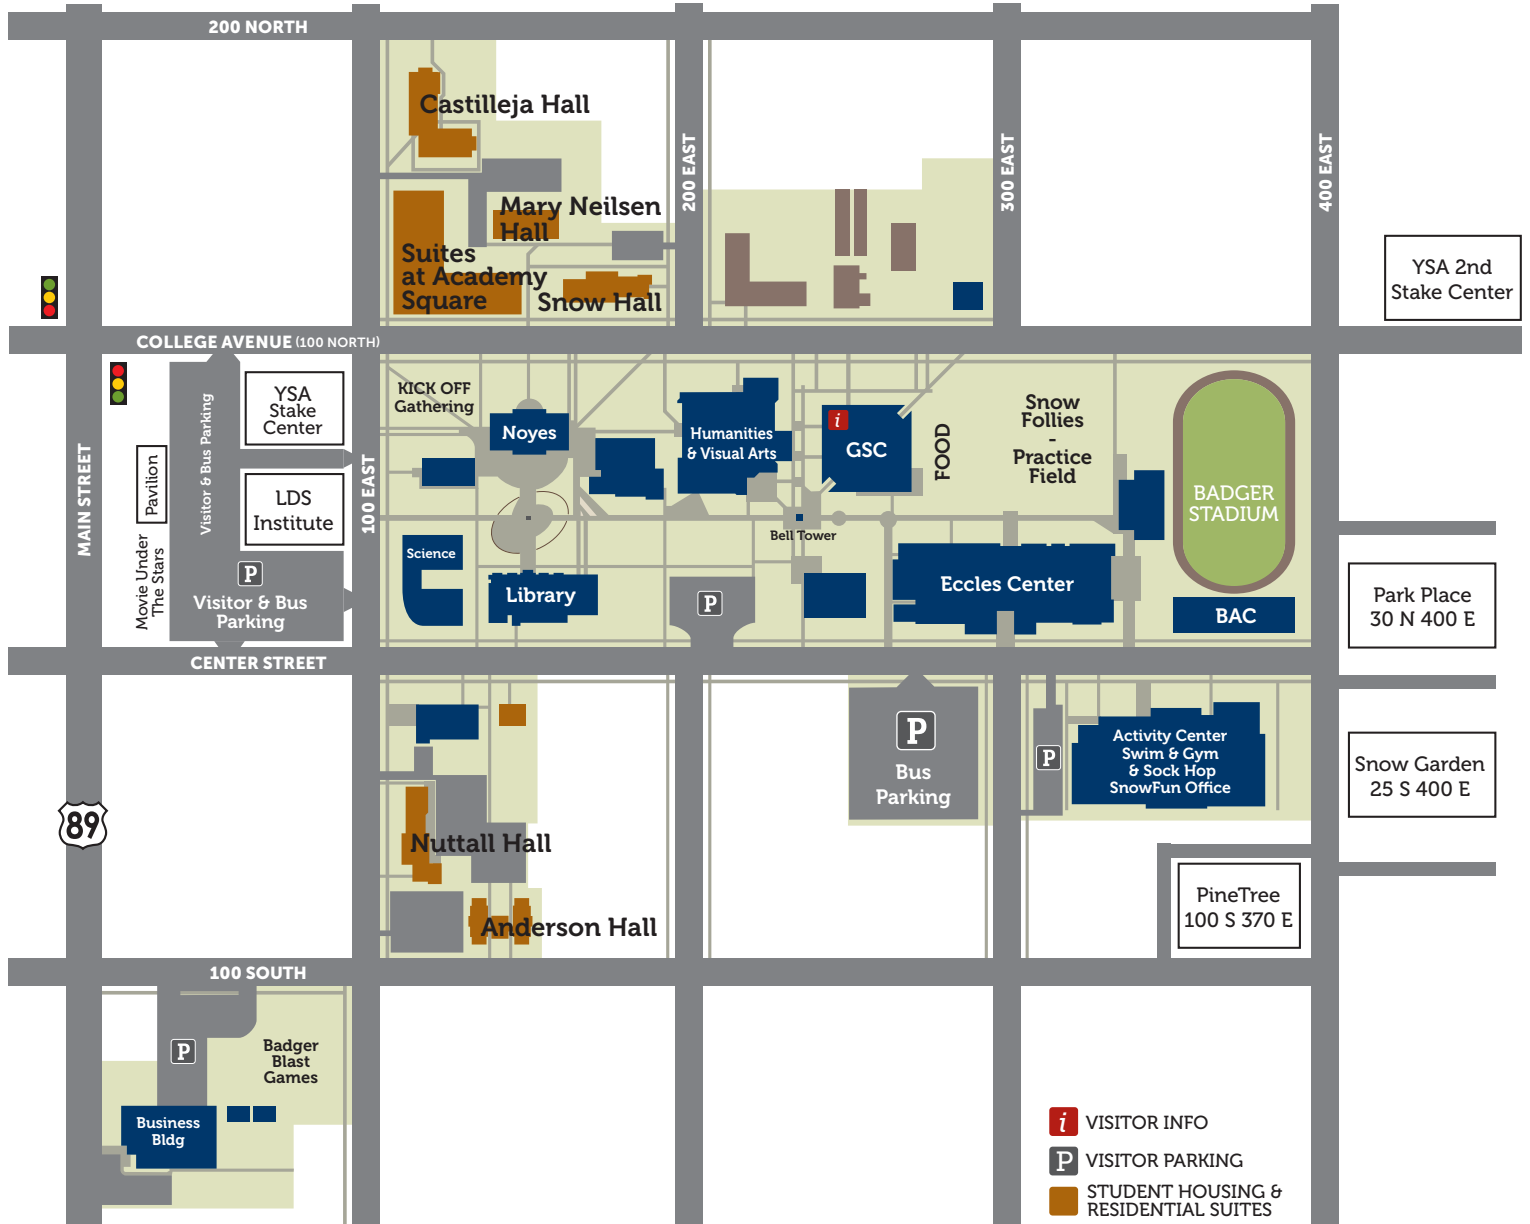 200 NORTH
Castilleja Hall
200 EAST
300 EAST
400 EAST
Mary Neilsen
Hall
Suites
at Academy
Square
Snow Hall
YSA 2nd
Stake Center
COLLEGE AVENUE (100 NORTH)
MAIN STREET
Visitor & Bus Parking
YSA
Stake
Center
Pavilion
LDS
Institute
100 EAST
Movie Under
The Stars
P
Visitor & Bus
Parking
KICK OFF
Gathering
Noyes
Humanities
& Visual Arts
i
GSC
FOOD
Snow
Follies
-
Practice
Field
BADGER
STADIUM
Bell Tower
Science
Library
P
Eccles Center
BAC
Park Place
30 N 400 E
CENTER STREET
P
Bus
Parking
P
Activity Center
Swim & Gym
& Sock Hop
SnowFun Office
Snow Garden
25 S 400 E
89
Nuttall Hall
Anderson Hall
PineTree
100 S 370 E
100 SOUTH
P
Badger
Blast
Games
Business
Bldg
i VISITOR INFO
P VISITOR PARKING
STUDENT HOUSING &
RESIDENTIAL SUITES